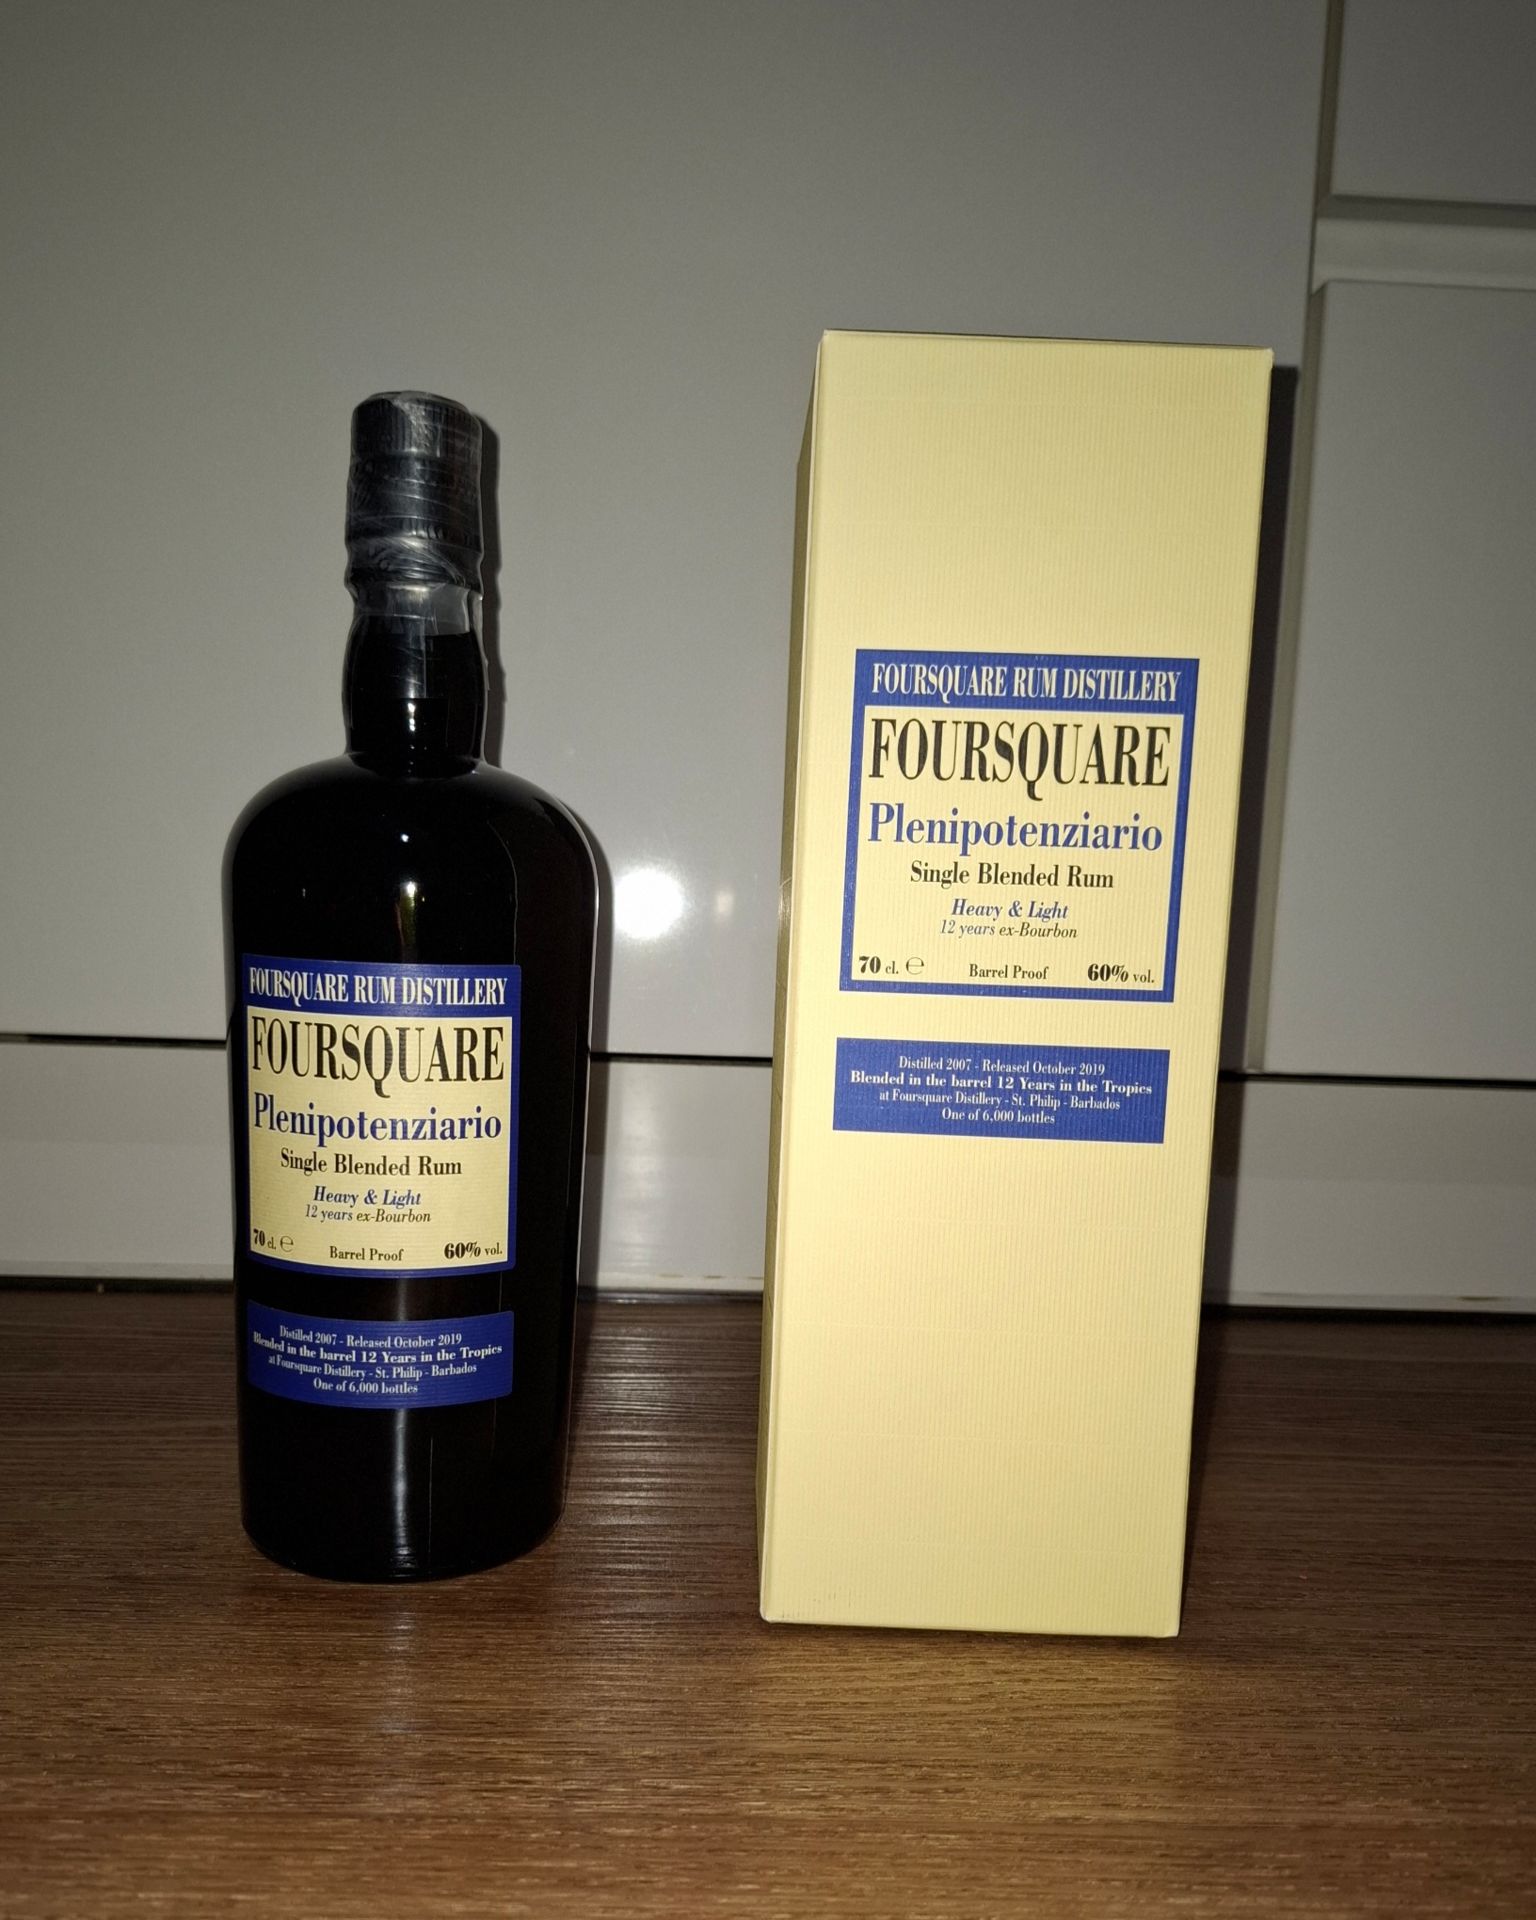 FOURSQUARE RUM DISTILLERY
FOURSQUARE
Plenipotenziario
Single Blended Rum
Heavy & Light
12 years ex-Bourbon
70 cl. ℮ Barrel Proof 60% vol.
Distilled 2007 - Released October 2019
Blended in the barrel 12 Years in the Tropics
at Foursquare Distillery - St. Philip - Barbados
One of 6,000 bottles
FOURSQUARE RUM DISTILLERY
FOURSQUARE
Plenipotenziario
Single Blended Rum
Heavy & Light
12 years ex-Bourbon
70 cl. ℮ Barrel Proof 60% vol.
Distilled 2007 - Released October 2019
Blended in the barrel 12 Years in the Tropics
at Foursquare Distillery - St. Philip - Barbados
One of 6,000 bottles